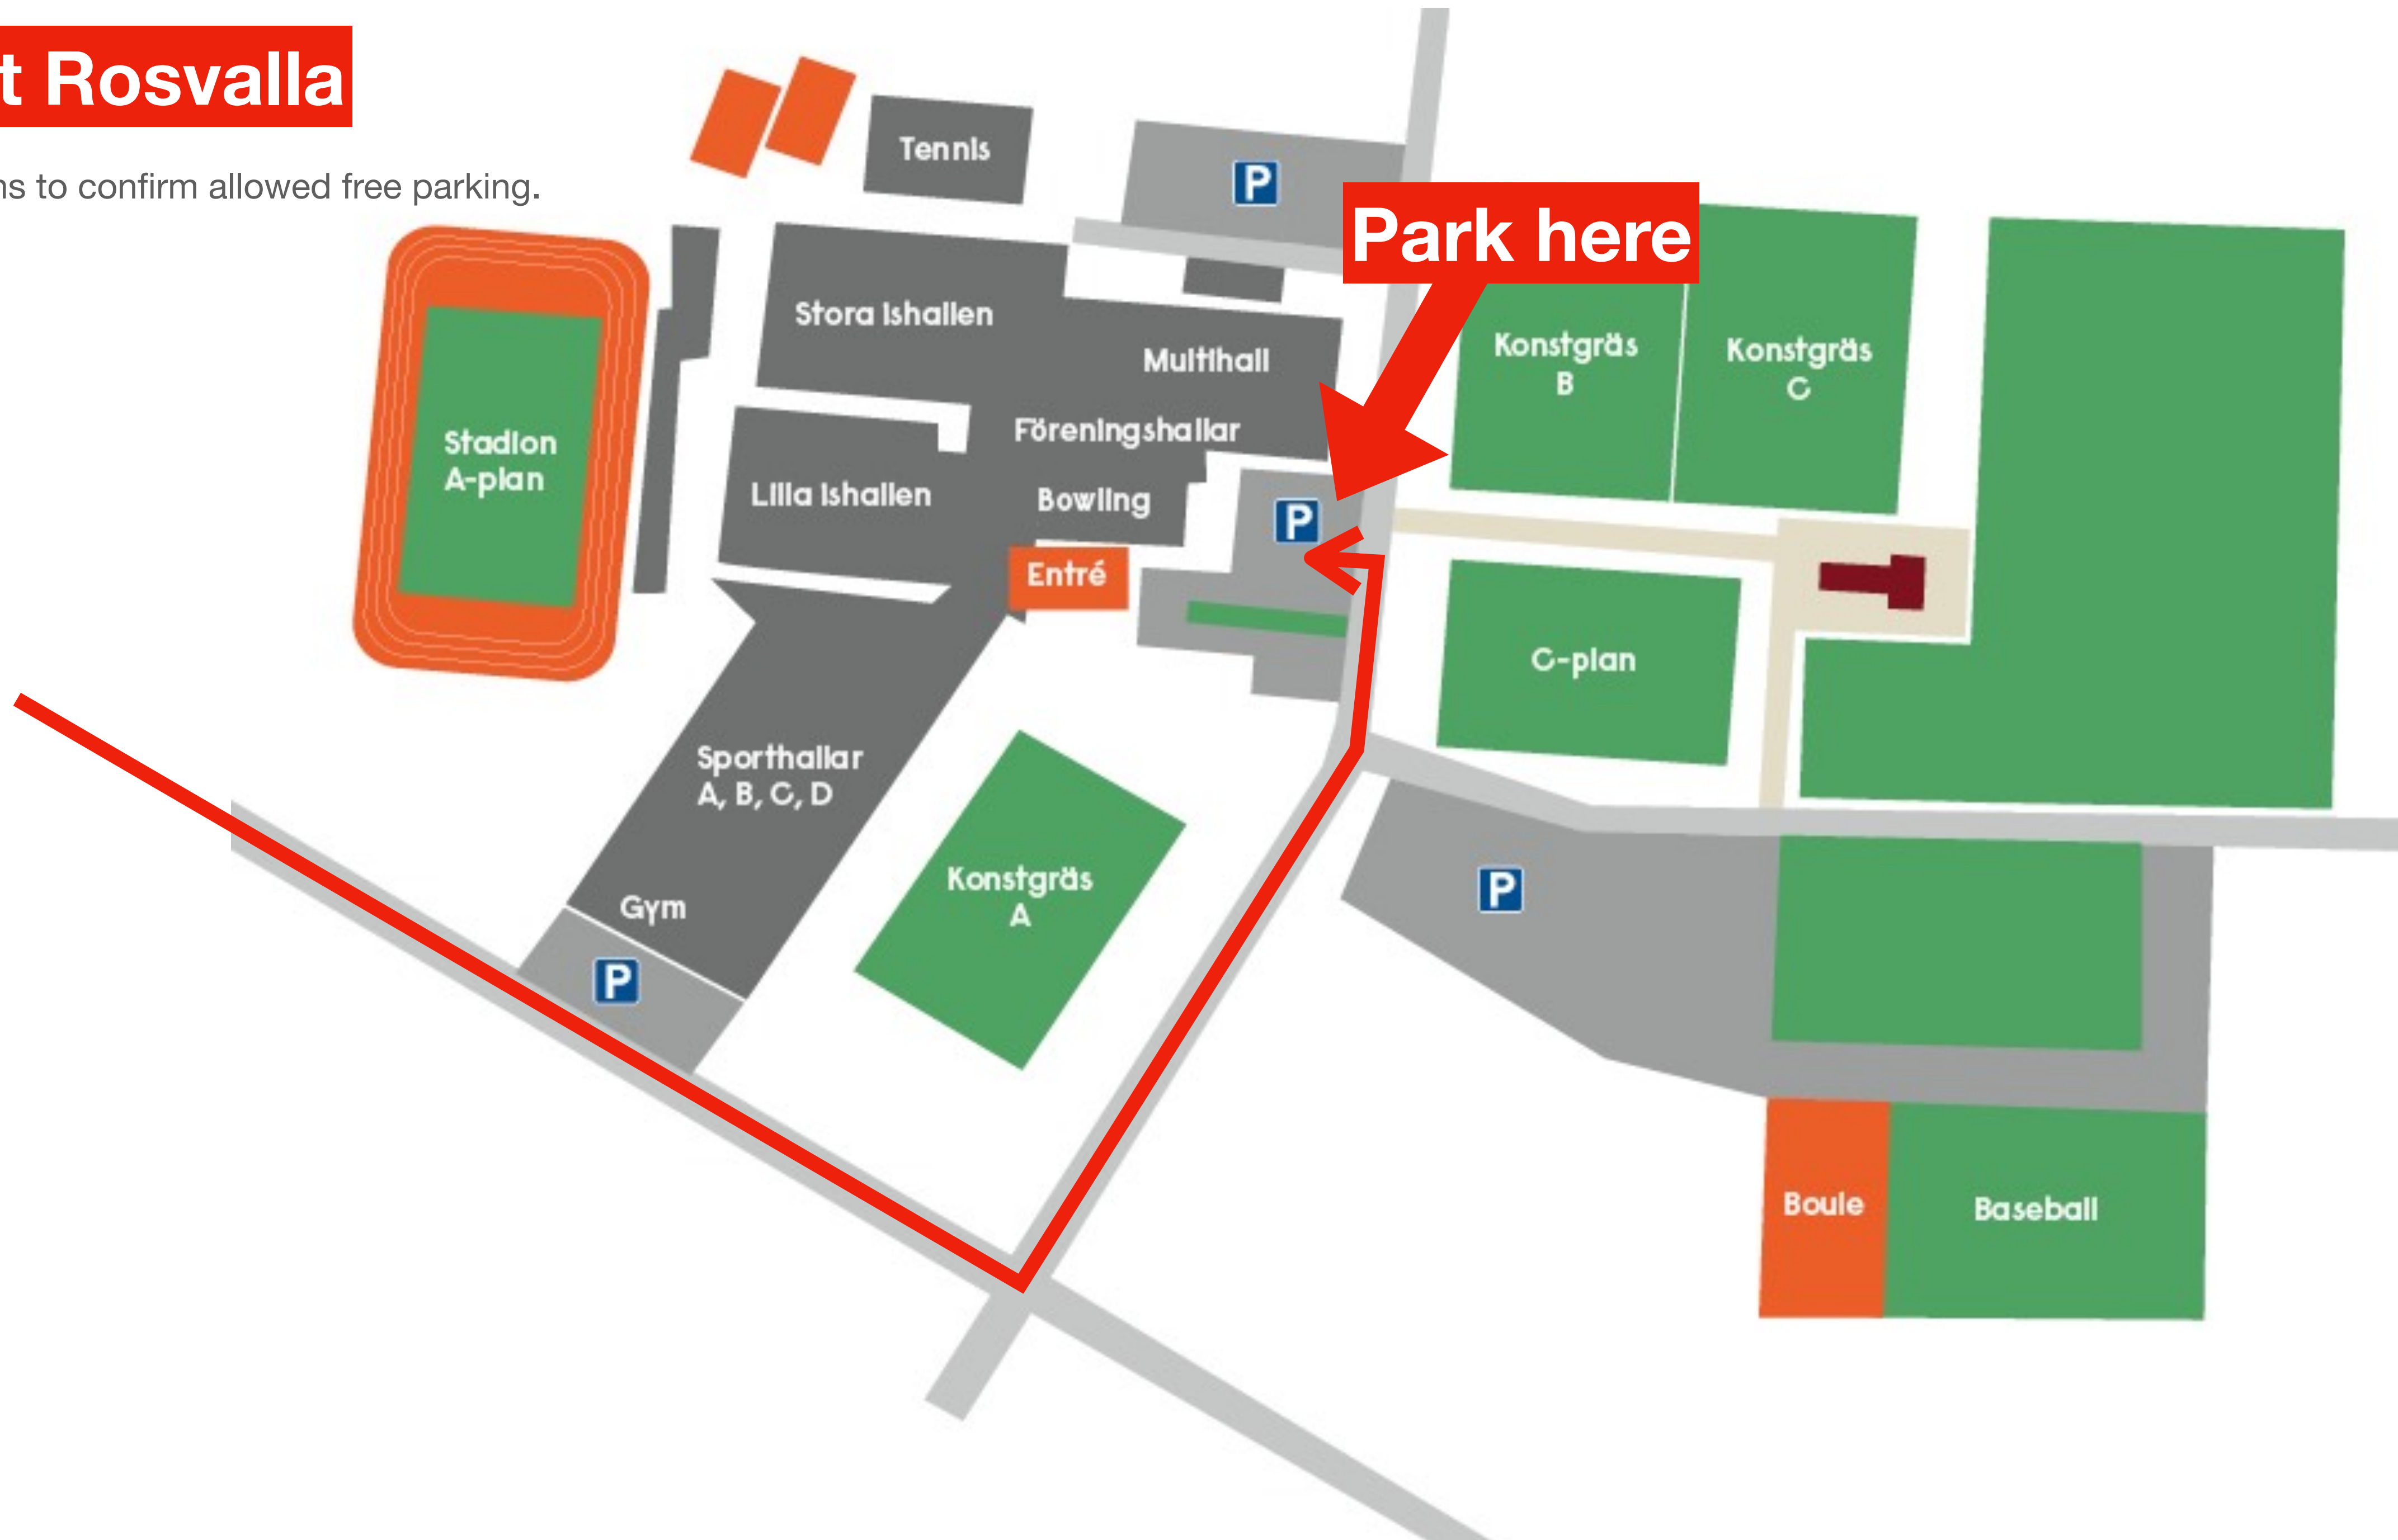 t Rosvalla
ns to confirm allowed free parking.
Tennis
P
Park here
Stora Ishallen
Multihall
Konstgräs
B
Konstgräs
C
Föreningshallar
Stadion
A-plan
Lilla Ishallen
Bowling
P
Entré
C-plan
Sporthallar
A, B, C, D
Konstgräs
A
Gym
P
P
Boule
Baseball